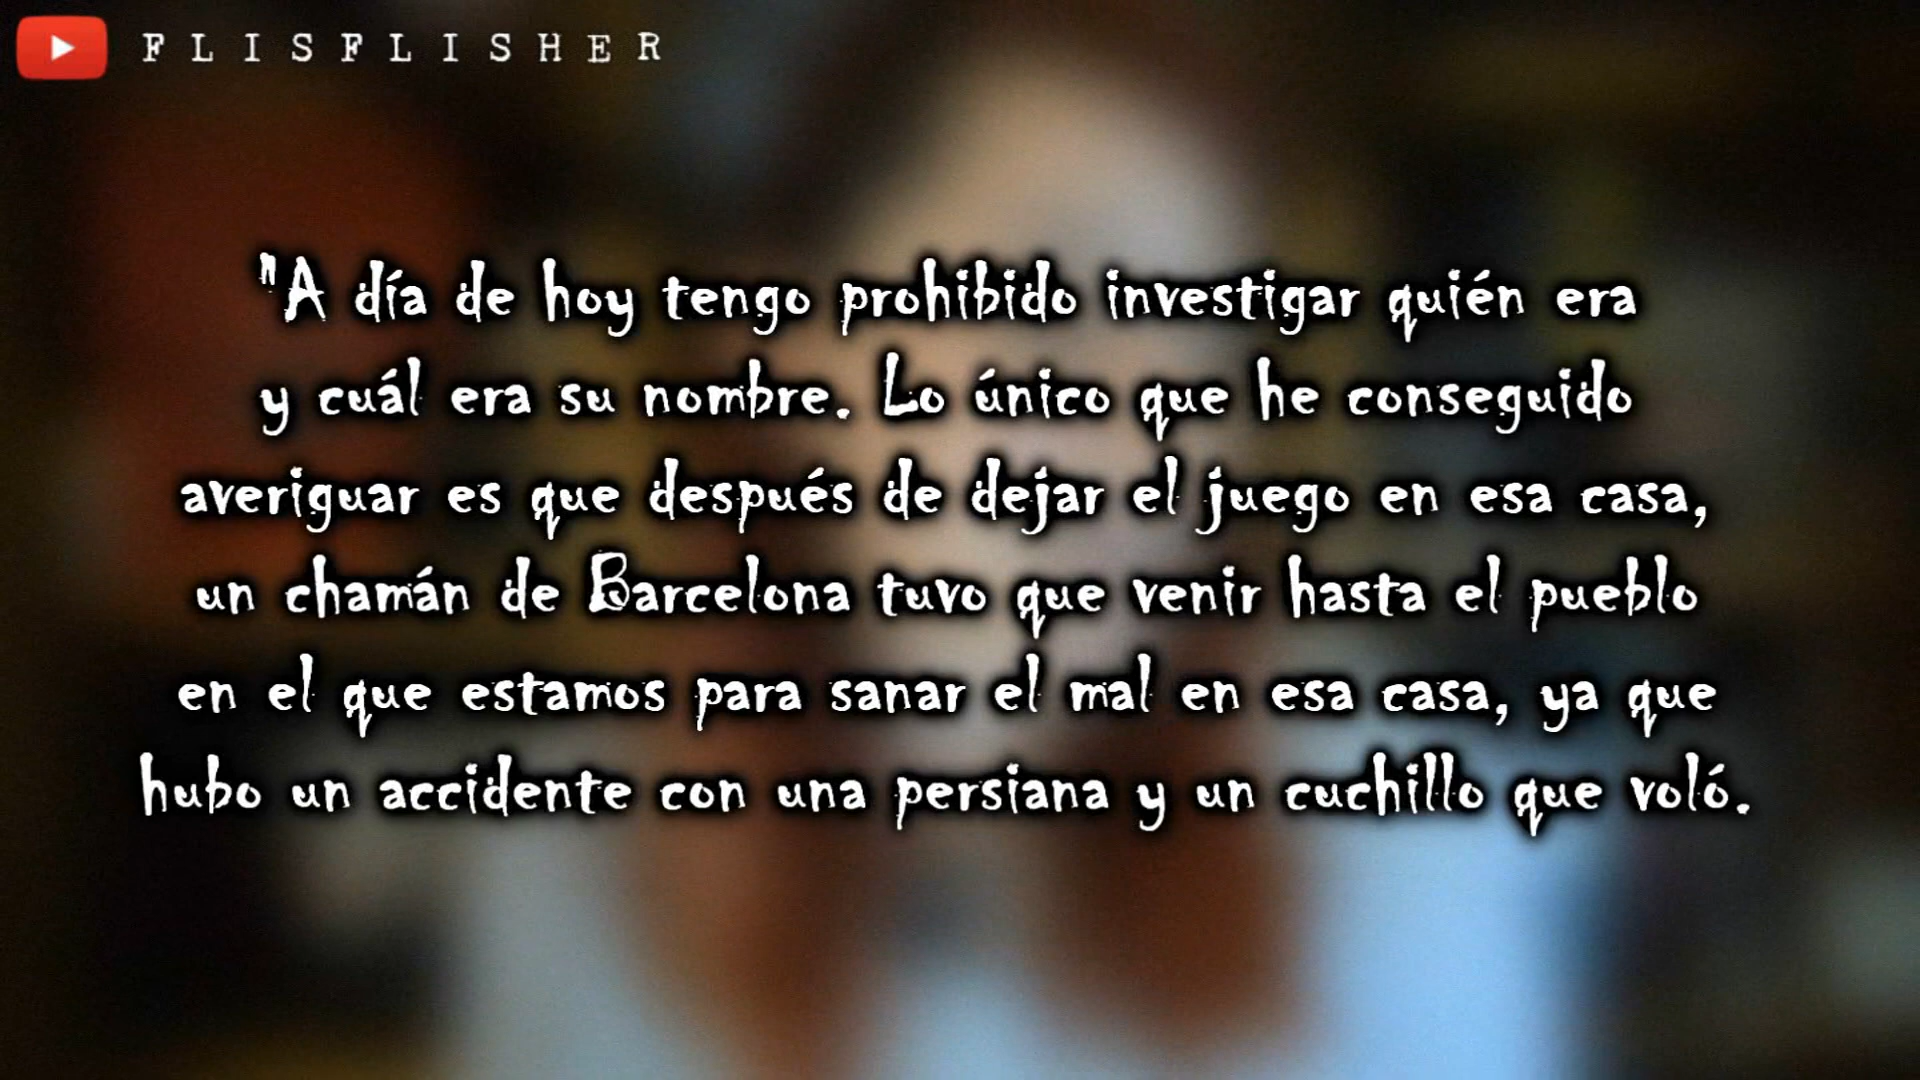 FLISFLISHER
"A día de hoy tengo prohibido investigar quién era
y cuál era su nombre. Lo único que he conseguido
averiguar es que después de dejar el juego en esa casa,
un chamán de Barcelona tuvo que venir hasta el pueblo
en el que estamos para sanar el mal en esa casa, ya que
hubo un accidente con una persiana y un cuchillo que voló.